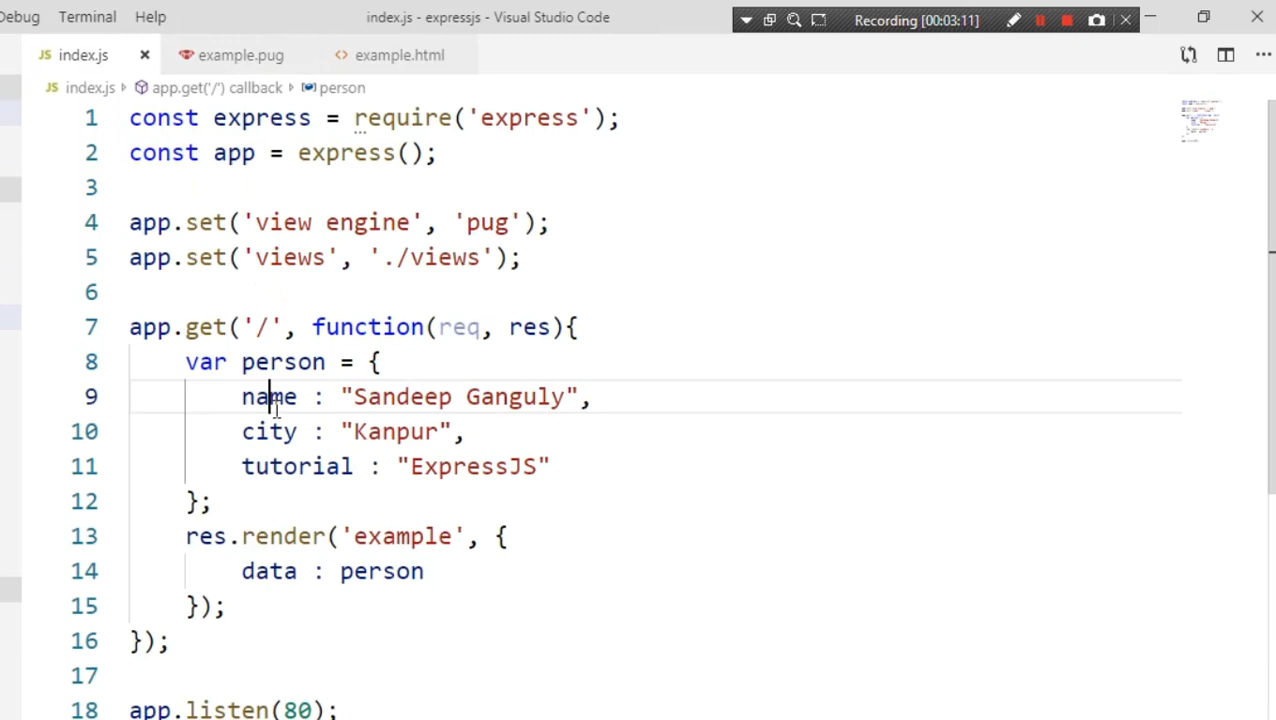 Debug Terminal Help index.js - expressjs - Visual Studio Code Recording [00:03:11]
JS index.js example.pug <> example.html
JS index.js app.get('/') callback person
1 const express = require('express');
2 const app = express();
3
4 app.set('view engine', 'pug');
5 app.set('views', './views');
6
7 app.get('/', function(req, res){
8 var person = {
9 name : "Sandeep Ganguly",
10 city : "Kanpur",
11 tutorial : "ExpressJS"
12 };
13 res.render('example', {
14 data : person
15 });
16 });
17
18 app.listen(80);